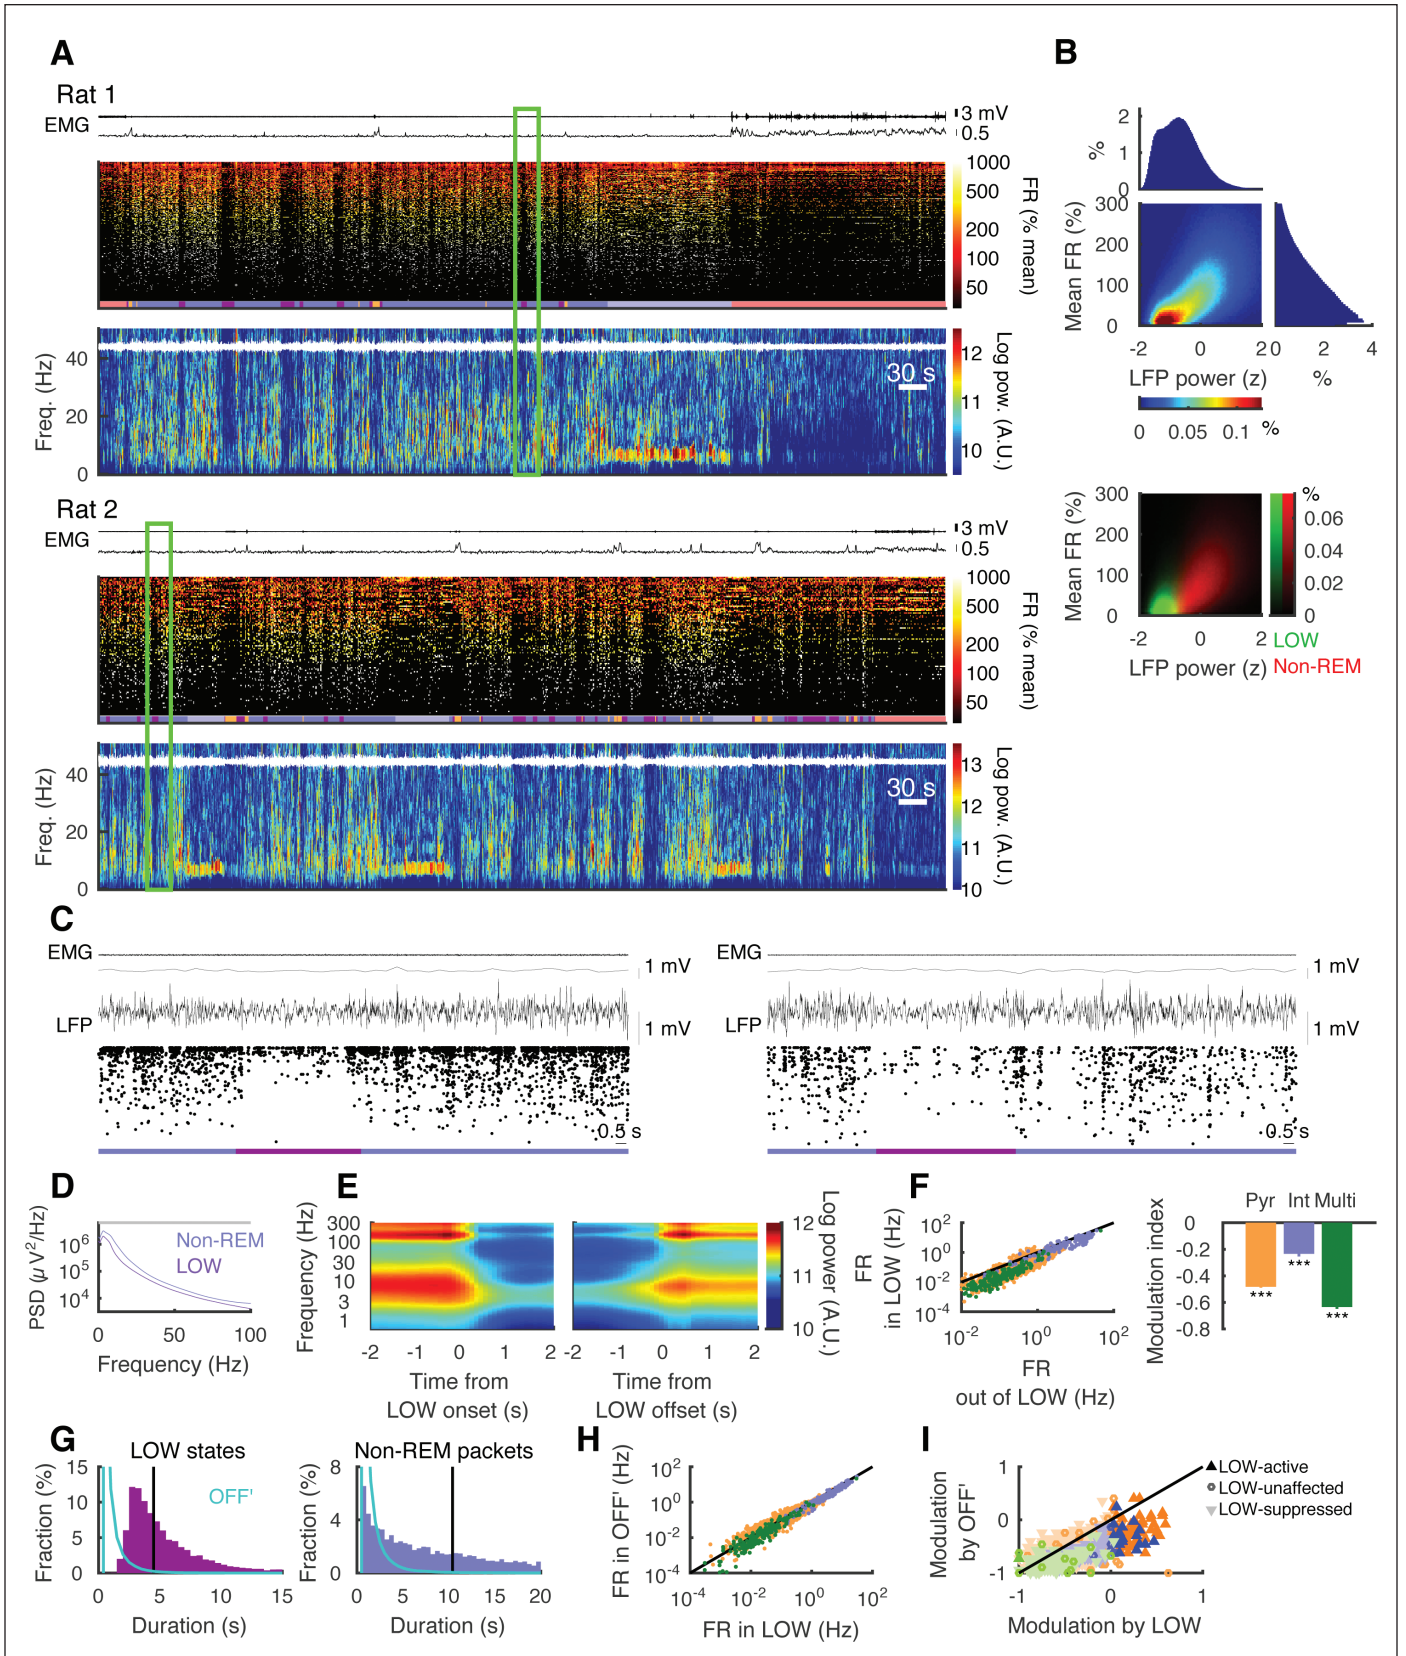 A
Rat 1
EMG
3 mV
0.5
1000
500
200
100
50
FR (% mean)
40
20
0
Freq. (Hz)
30 s
12
11
10
Log pow. (A.U.)
Rat 2
EMG
3 mV
0.5
1000
500
200
100
50
FR (% mean)
40
20
0
Freq. (Hz)
30 s
13
12
11
10
Log pow. (A.U.)
B
2
1
0
%
300
200
100
0
Mean FR (%)
-2 0 2
0 2 4
LFP power (z)
%
0 0.05 0.1 %
300
200
100
0
Mean FR (%)
%
0.06
0.04
0.02
0
-2 0 2
LFP power (z)
LOW
Non-REM
C
EMG
1 mV
LFP
1 mV
0.5 s
EMG
1 mV
LFP
1 mV
0.5 s
D
PSD (μV²/Hz)
10⁶
10⁵
10⁴
Non-REM
LOW
0 50 100
Frequency (Hz)
E
Frequency (Hz)
300
100
30
10
3
1
-2 -1 0 1 2
Time from
LOW onset (s)
-2 -1 0 1 2
Time from
LOW offset (s)
12
11
10
Log power (A.U.)
F
FR
in LOW (Hz)
10²
10⁰
10⁻²
10⁻⁴
10⁻² 10⁰ 10²
FR
out of LOW (Hz)
Pyr Int Multi
Modulation index
0
-0.2
-0.4
-0.6
-0.8
***
***
***
G
LOW states
Fraction (%)
15
10
5
0
OFF'
0 5 10 15
Duration (s)
Non-REM packets
Fraction (%)
8
4
0
0 5 10 15 20
Duration (s)
H
FR in OFF' (Hz)
10²
10⁰
10⁻²
10⁻⁴
10⁻⁴ 10⁻² 10⁰ 10²
FR in LOW (Hz)
I
Modulation
by OFF'
1
0
-1
-1 0 1
Modulation by LOW
LOW-active
LOW-unaffected
LOW-suppressed